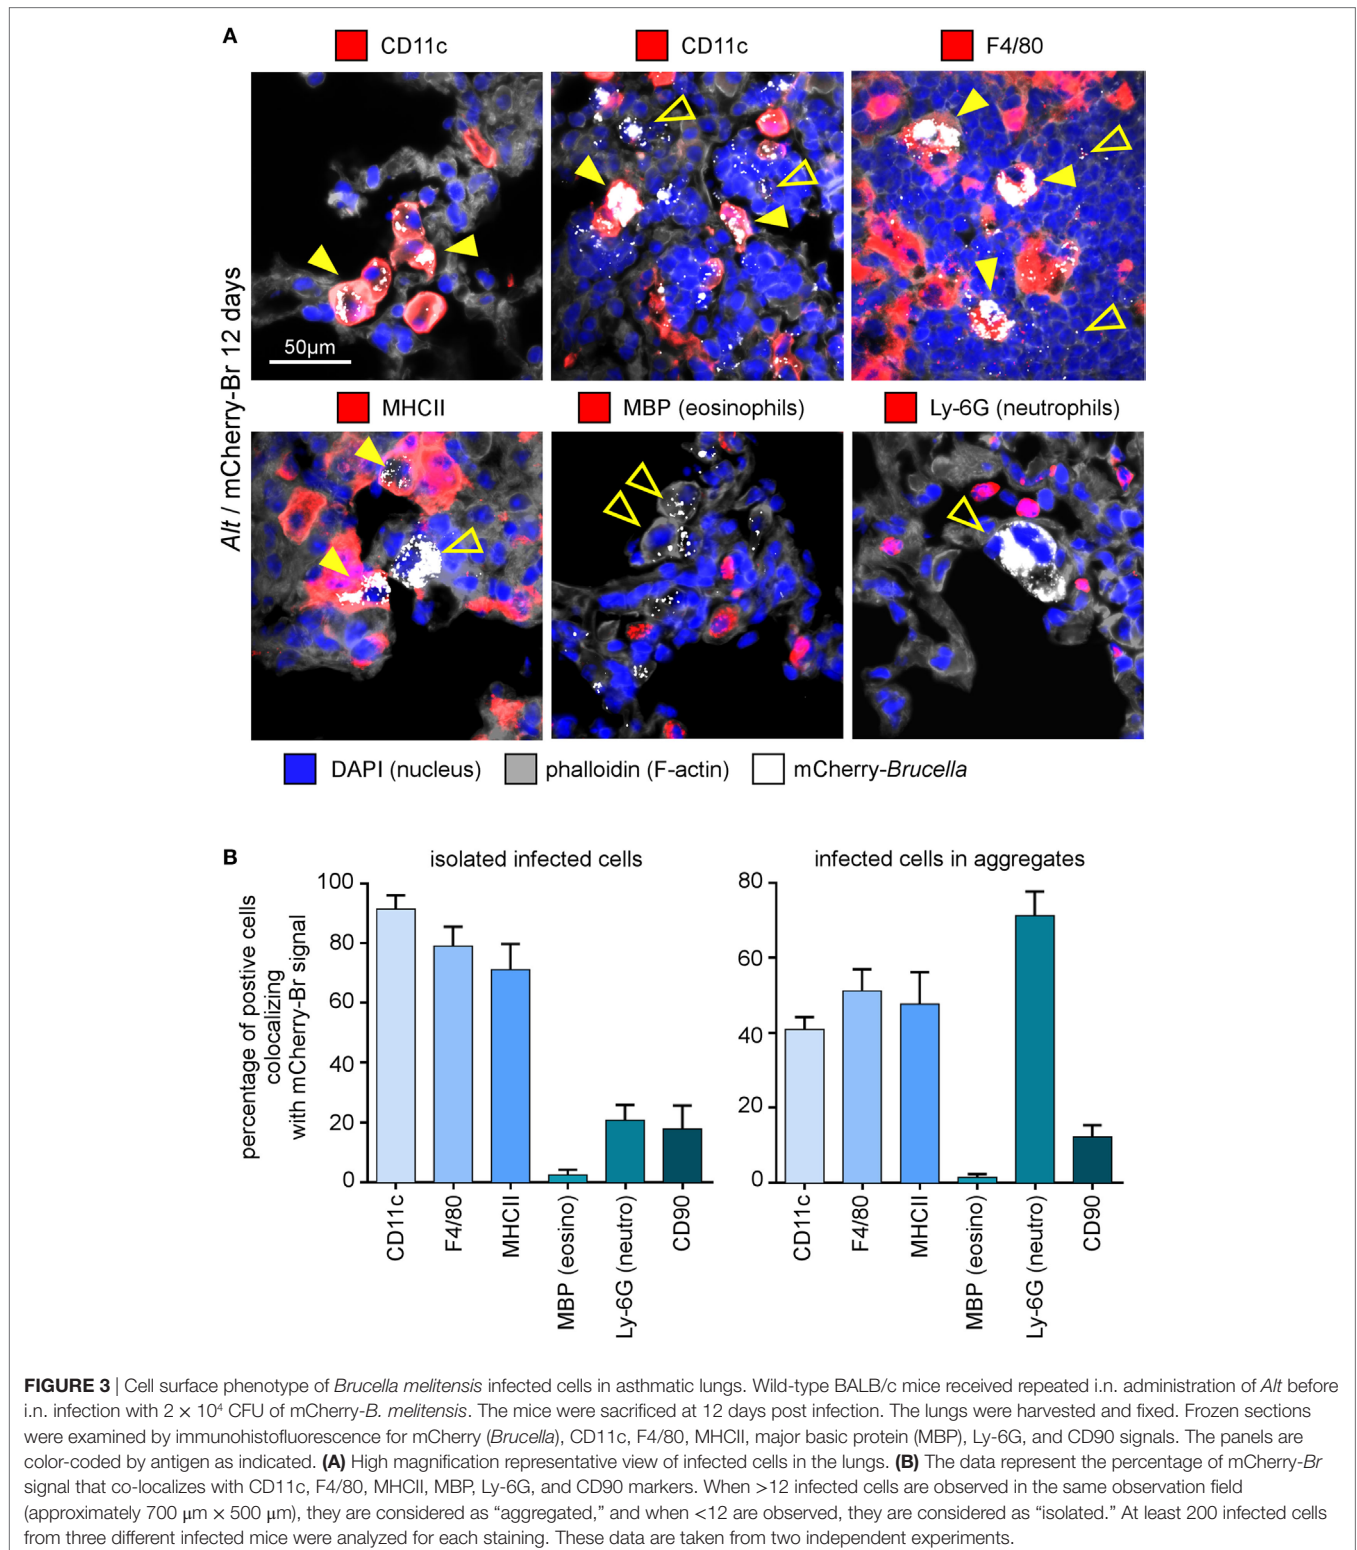 A
CD11c
CD11c
F4/80
Alt / mCherry-Br 12 days
50µm
MHCII
MBP (eosinophils)
Ly-6G (neutrophils)
DAPI (nucleus)
phalloidin (F-actin)
mCherry-Brucella
B
isolated infected cells
infected cells in aggregates
percentage of postive cells
colocalizing
with mCherry-Br signal
100
80
60
40
20
0
CD11c
F4/80
MHCII
MBP (eosino)
Ly-6G (neutro)
CD90
80
60
40
20
0
CD11c
F4/80
MHCII
MBP (eosino)
Ly-6G (neutro)
CD90
FIGURE 3 | Cell surface phenotype of Brucella melitensis infected cells in asthmatic lungs. Wild-type BALB/c mice received repeated i.n. administration of Alt before
i.n. infection with 2 × 10⁴ CFU of mCherry-B. melitensis. The mice were sacrificed at 12 days post infection. The lungs were harvested and fixed. Frozen sections
were examined by immunohistofluorescence for mCherry (Brucella), CD11c, F4/80, MHCII, major basic protein (MBP), Ly-6G, and CD90 signals. The panels are
color-coded by antigen as indicated. (A) High magnification representative view of infected cells in the lungs. (B) The data represent the percentage of mCherry-Br
signal that co-localizes with CD11c, F4/80, MHCII, MBP, Ly-6G, and CD90 markers. When >12 infected cells are observed in the same observation field
(approximately 700 µm × 500 µm), they are considered as “aggregated,” and when <12 are observed, they are considered as “isolated.” At least 200 infected cells
from three different infected mice were analyzed for each staining. These data are taken from two independent experiments.